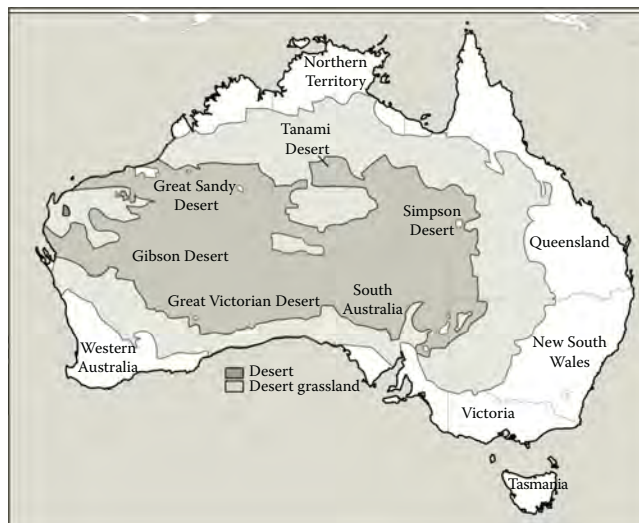 Northern
Territory
Tanami
Desert
Great Sandy
Desert
Simpson
Desert
Queensland
Gibson Desert
South
Australia
Great Victorian Desert
New South
Wales
Western
Australia
Desert
Desert grassland
Victoria
Tasmania